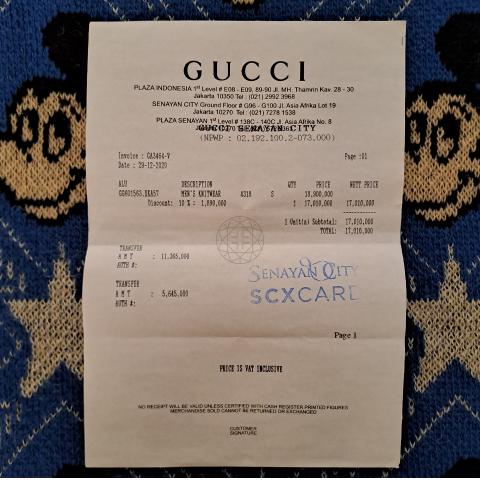 GUCCI
PLAZA INDONESIA 1st Level # E08 - E09, 89-90 Jl. MH. Thamrin Kav. 28 - 30
Jakarta 10350 Tel : (021) 2992 3968
SENAYAN CITY Ground Floor # G96 - G100 Jl. Asia Afrika Lot 19
Jakarta 10270 Tel : (021) 7278 1538
PLAZA SENAYAN 1st Level # 138C - 140C Jl. Asia Afrika No. 8
GUCCI SENAYAN CITY
(NPWP : 02.192.100.2-073.000)
Invoice : GA3464-V Page :01
Date : 29-12-2020
ALU DESCRIPTION QTY PRICE NETT PRICE
MEN'S KNITWEAR 4318 S 18,900,000
Discount: 10 % = 1,890,000 1 17,010,000 17,010,000
1 Unit(s) Subtotal: 17,010,000
TOTAL: 17,010,000
TRANSFER
A M T : 11,365,000
AUTH #:
TRANSFER
A M T : 5,645,000
AUTH #:
SENAYAN CITY
SCXCARD
Page 1
PRICE IS VAT INCLUSIVE
NO RECEIPT WILL BE VALID UNLESS CERTIFIED WITH CASH REGISTER PRINTED FIGURES
MERCHANDISE SOLD CANNOT BE RETURNED OR EXCHANGED
CUSTOMER
SIGNATURE